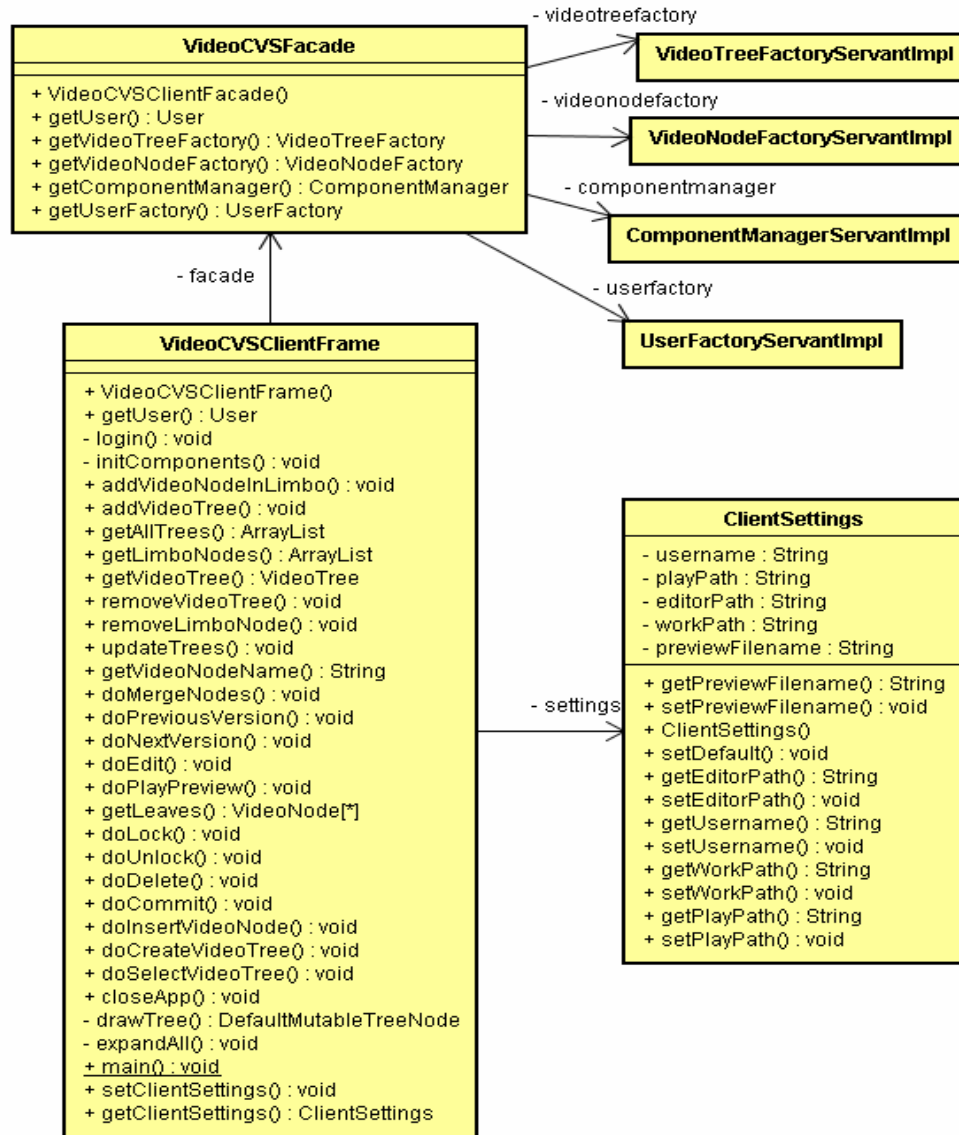 - videotreefactory
VideoCVSFacade
VideoTreeFactoryServantImpl
+ VideoCVSClientFacade()
+ getUser() : User
+ getVideoTreeFactory() : VideoTreeFactory
+ getVideoNodeFactory() : VideoNodeFactory
+ getComponentManager() : ComponentManager
+ getUserFactory() : UserFactory
- videonodefactory
VideoNodeFactoryServantImpl
- componentmanager
ComponentManagerServantImpl
- facade
- userfactory
UserFactoryServantImpl
VideoCVSClientFrame
+ VideoCVSClientFrame()
+ getUser() : User
- login() : void
- initComponents() : void
+ addVideoNodeInLimbo() : void
+ addVideoTree() : void
+ getAllTrees() : ArrayList
+ getLimboNodes() : ArrayList
+ getVideoTree() : VideoTree
+ removeVideoTree() : void
+ removeLimboNode() : void
+ updateTrees() : void
+ getVideoNodeName() : String
+ doMergeNodes() : void
+ doPreviousVersion() : void
+ doNextVersion() : void
+ doEdit() : void
+ doPlayPreview() : void
+ getLeaves() : VideoNode[*]
+ doLock() : void
+ doUnlock() : void
+ doDelete() : void
+ doCommit() : void
+ doInsertVideoNode() : void
+ doCreateVideoTree() : void
+ doSelectVideoTree() : void
+ closeApp() : void
- drawTree() : DefaultMutableTreeNode
- expandAll() : void
+ main() : void
+ setClientSettings() : void
+ getClientSettings() : ClientSettings
- settings
ClientSettings
- username : String
- playPath : String
- editorPath : String
- workPath : String
- previewFilename : String
+ getPreviewFilename() : String
+ setPreviewFilename() : void
+ ClientSettings()
+ setDefault() : void
+ getEditorPath() : String
+ setEditorPath() : void
+ getUsername() : String
+ setUsername() : void
+ getWorkPath() : String
+ setWorkPath() : void
+ getPlayPath() : String
+ setPlayPath() : void